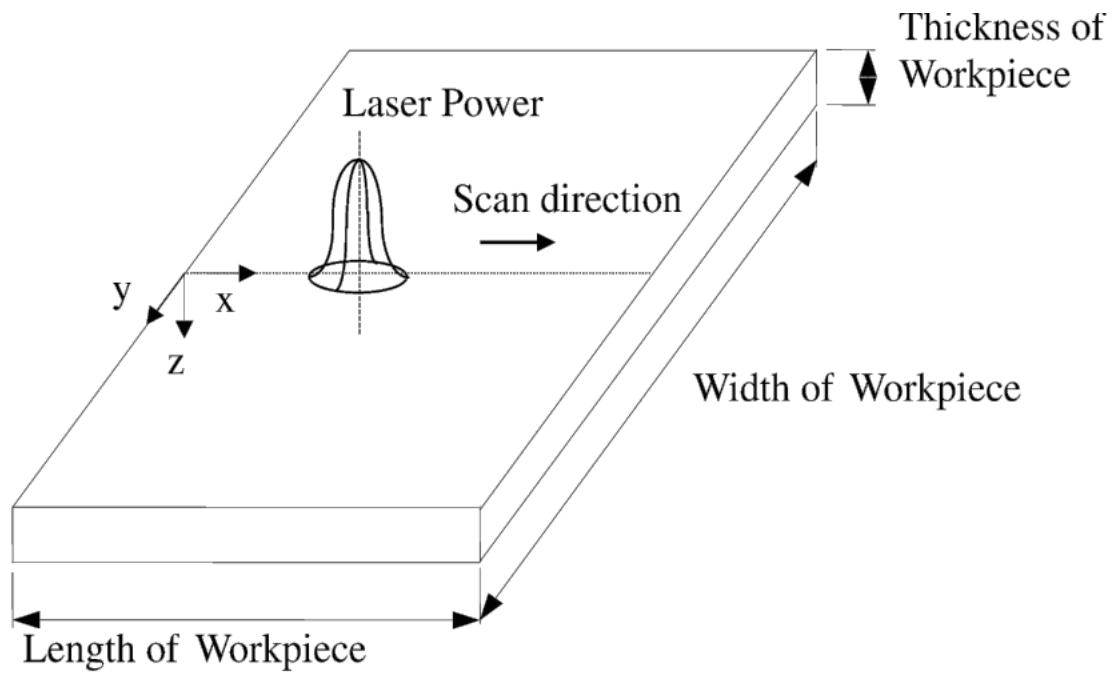 Thickness of
Workpiece
Laser Power
Scan direction
y
x
z
Width of Workpiece
Length of Workpiece